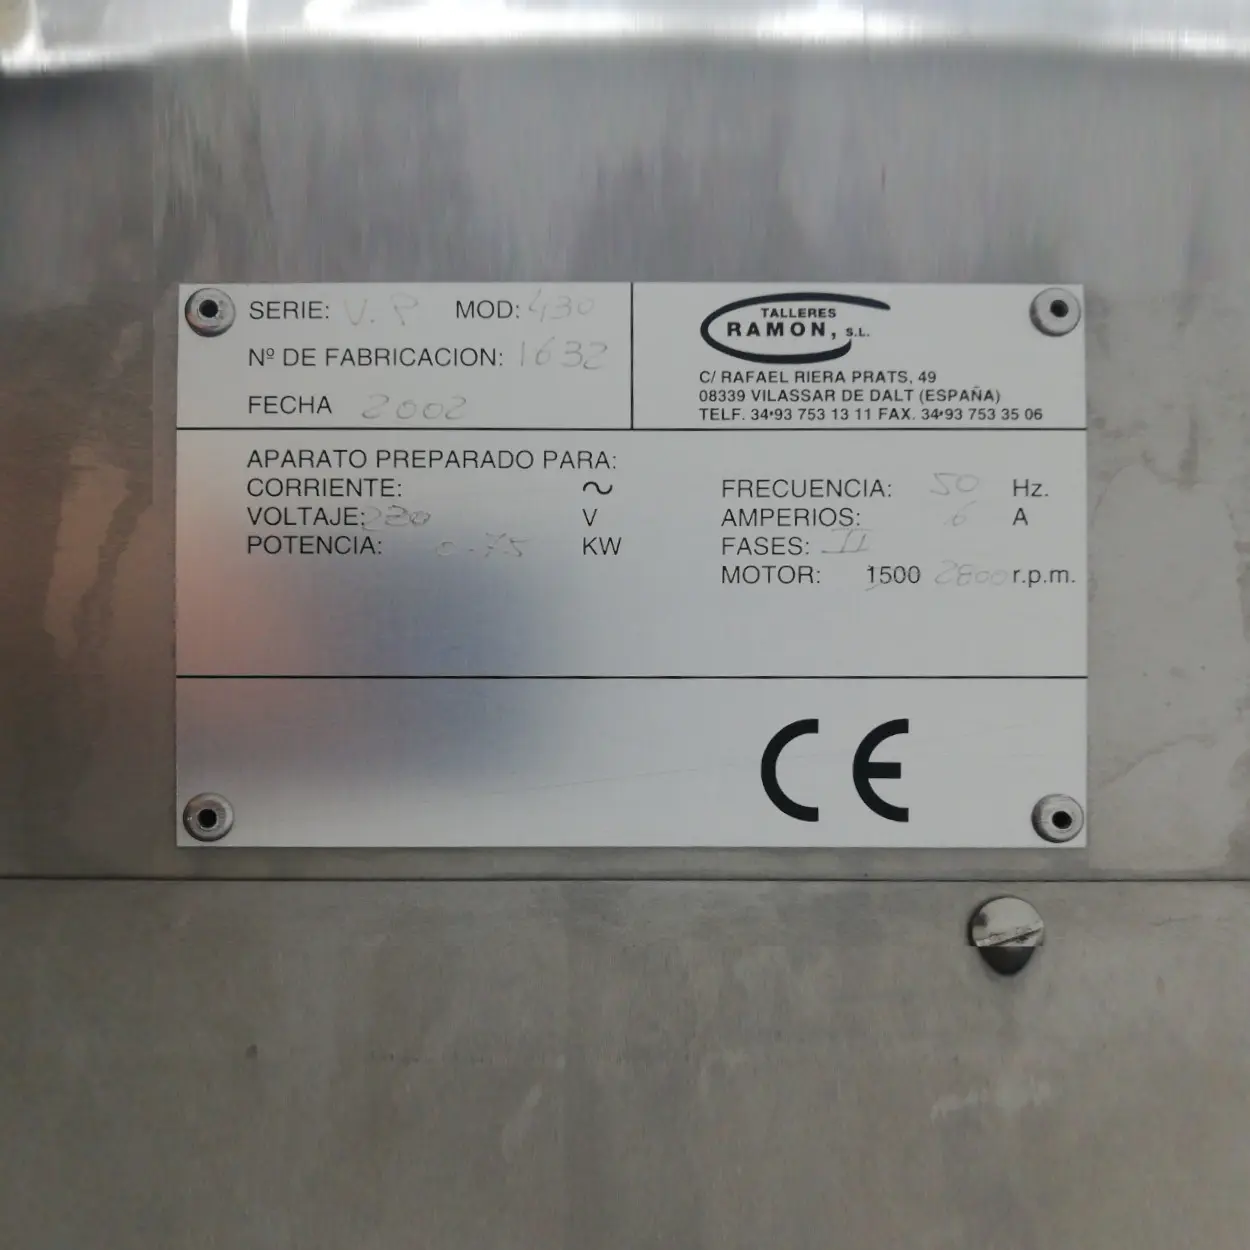 SERIE: V. P MOD: 430
Nº DE FABRICACION: 1632
FECHA 2002
TALLERES
RAMON, S.L.
C/ RAFAEL RIERA PRATS, 49
08339 VILASSAR DE DALT (ESPAÑA)
TELF. 34•93 753 13 11 FAX. 34•93 753 35 06
APARATO PREPARADO PARA:
CORRIENTE: ~
VOLTAJE: 230 V
POTENCIA: 0.75 KW
FRECUENCIA: 50 Hz.
AMPERIOS: 6 A
FASES: II
MOTOR: 1500 2800 r.p.m.
CE